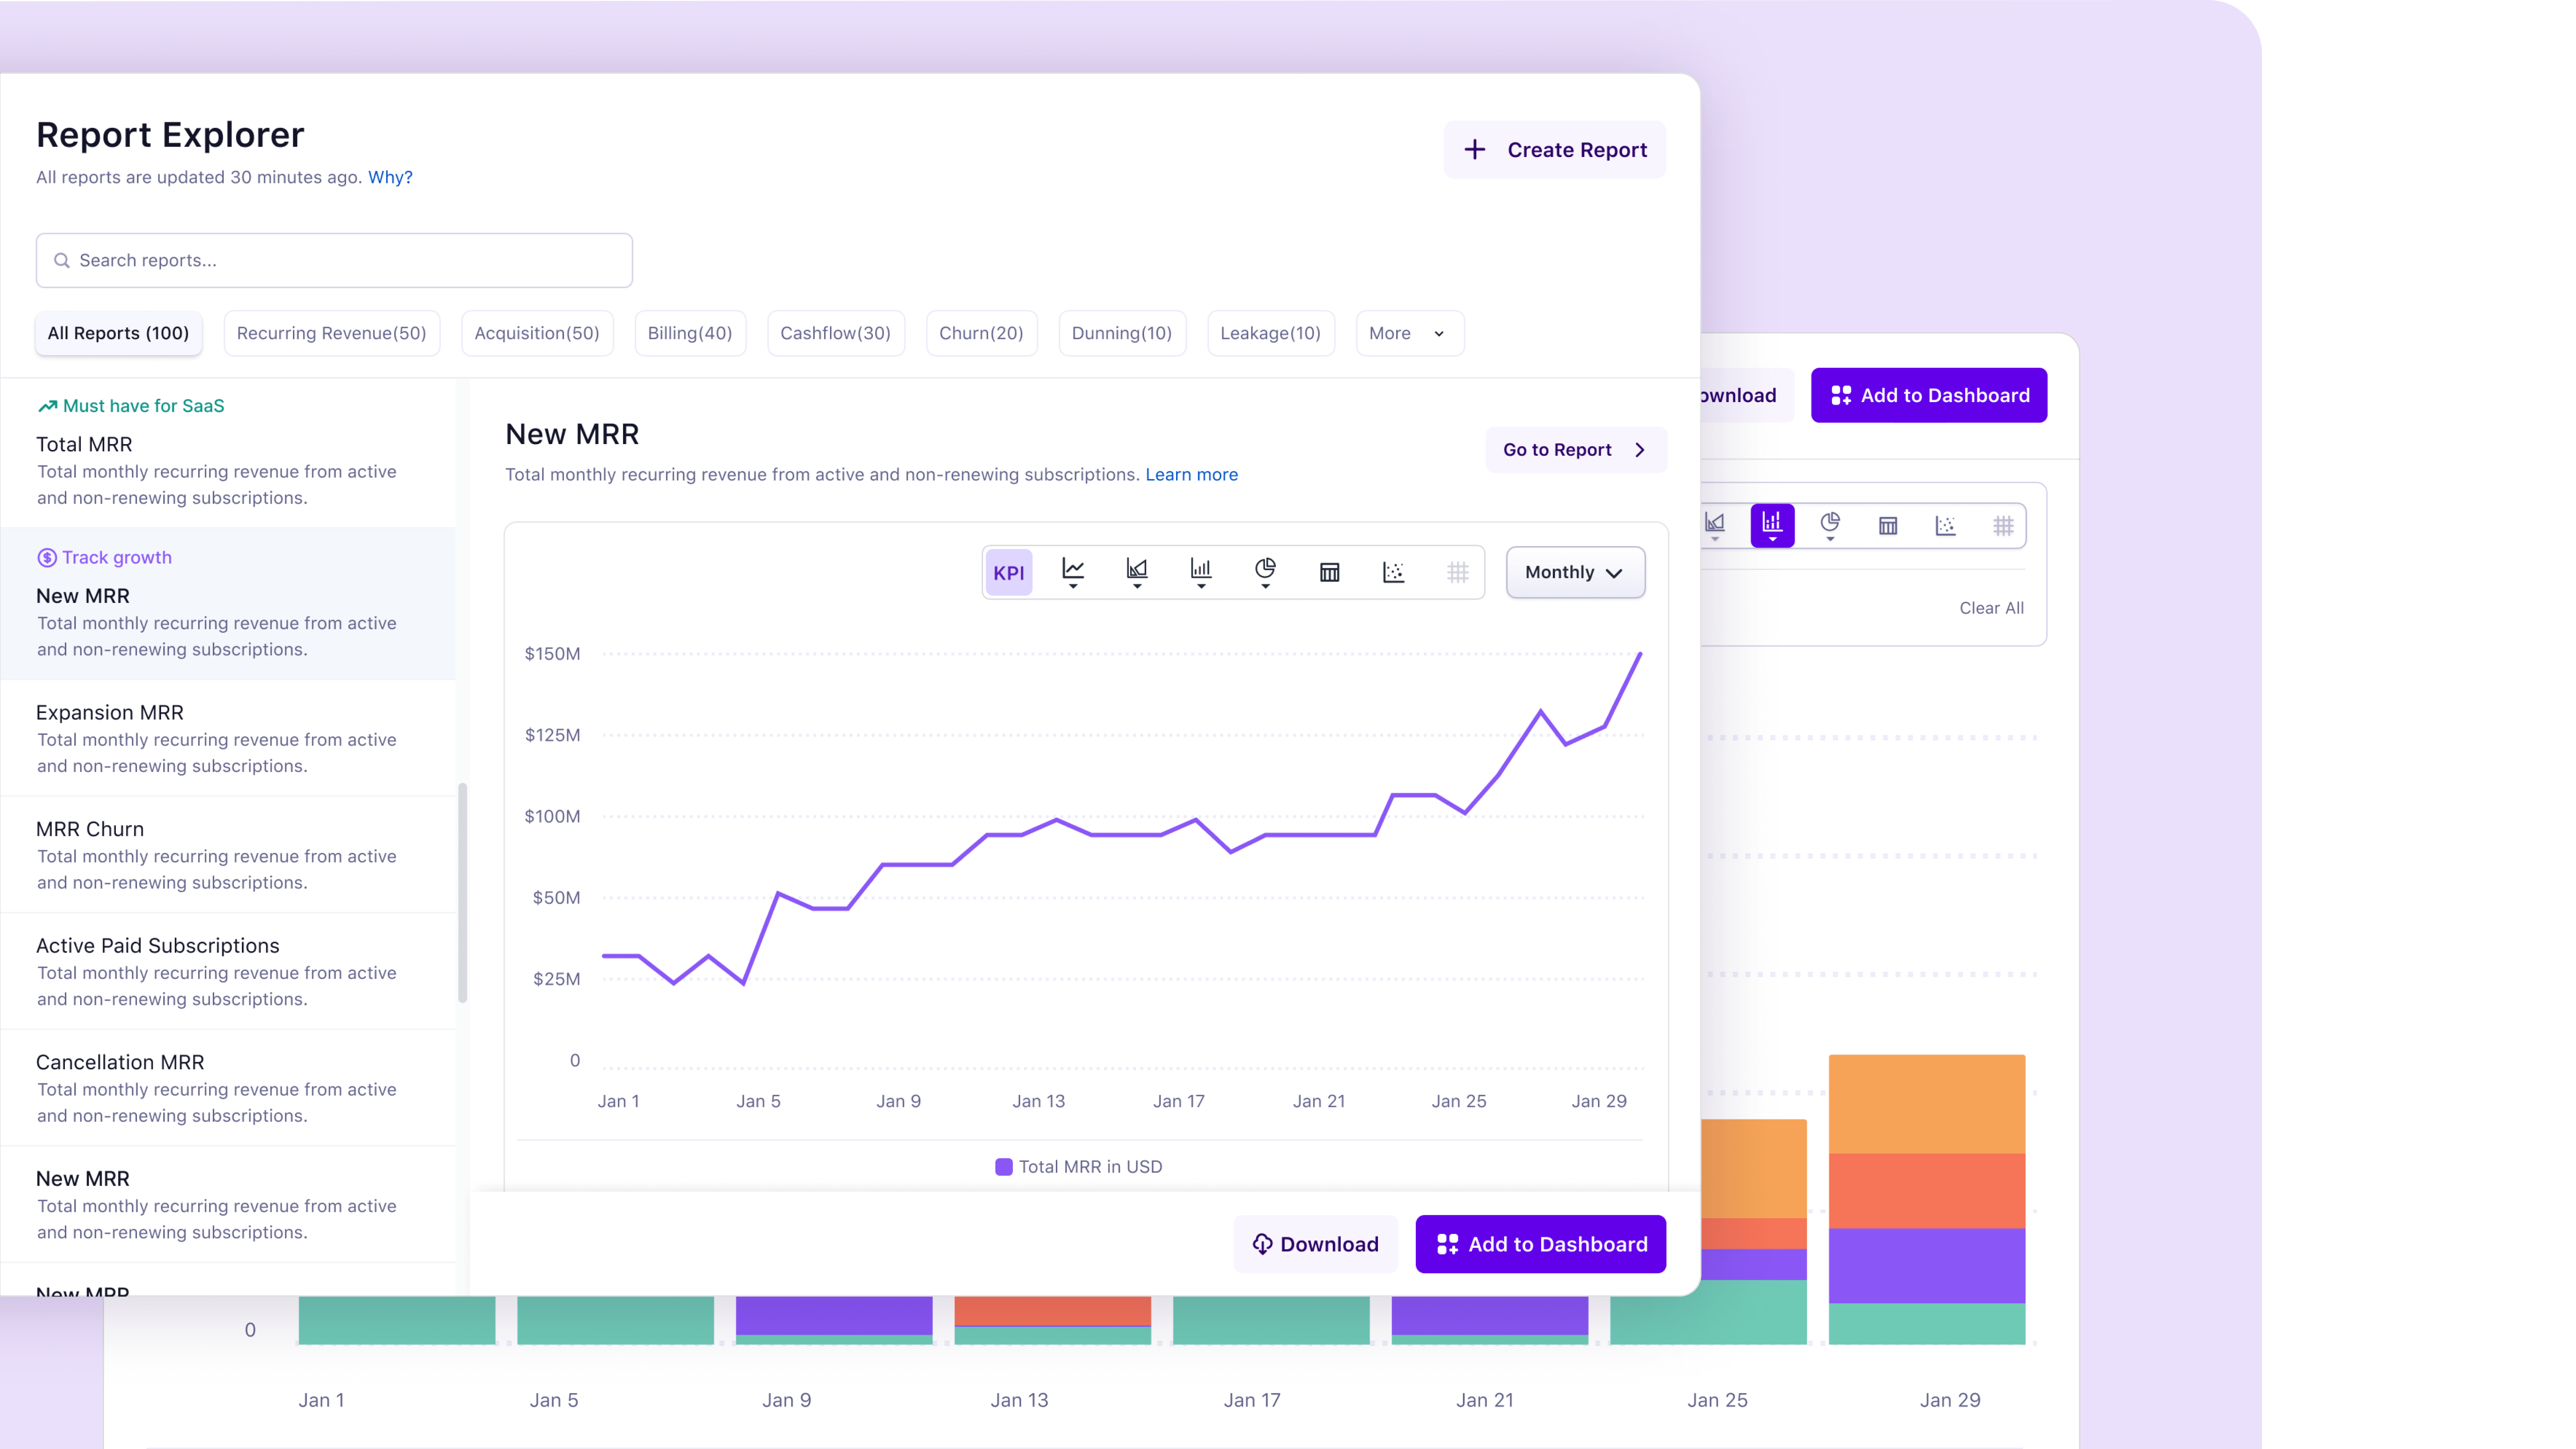 Report Explorer
All reports are updated 30 minutes ago. Why?
Create Report
Search reports...
All Reports (100)
Recurring Revenue(50)
Acquisition(50)
Billing(40)
Cashflow(30)
Churn(20)
Dunning(10)
Leakage(10)
More
Must have for SaaS
Total MRR
Total monthly recurring revenue from active
and non-renewing subscriptions.
Track growth
New MRR
Total monthly recurring revenue from active
and non-renewing subscriptions.
Expansion MRR
Total monthly recurring revenue from active
and non-renewing subscriptions.
MRR Churn
Total monthly recurring revenue from active
and non-renewing subscriptions.
Active Paid Subscriptions
Total monthly recurring revenue from active
and non-renewing subscriptions.
Cancellation MRR
Total monthly recurring revenue from active
and non-renewing subscriptions.
New MRR
Total monthly recurring revenue from active
and non-renewing subscriptions.
New MRR
New MRR
Total monthly recurring revenue from active and non-renewing subscriptions. Learn more
Go to Report
KPI
Monthly
$150M
$125M
$100M
$50M
$25M
0
Jan 1 Jan 5 Jan 9 Jan 13 Jan 17 Jan 21 Jan 25 Jan 29
Total MRR in USD
Download
Add to Dashboard
ownload
Add to Dashboard
Clear All
0
Jan 1 Jan 5 Jan 9 Jan 13 Jan 17 Jan 21 Jan 25 Jan 29